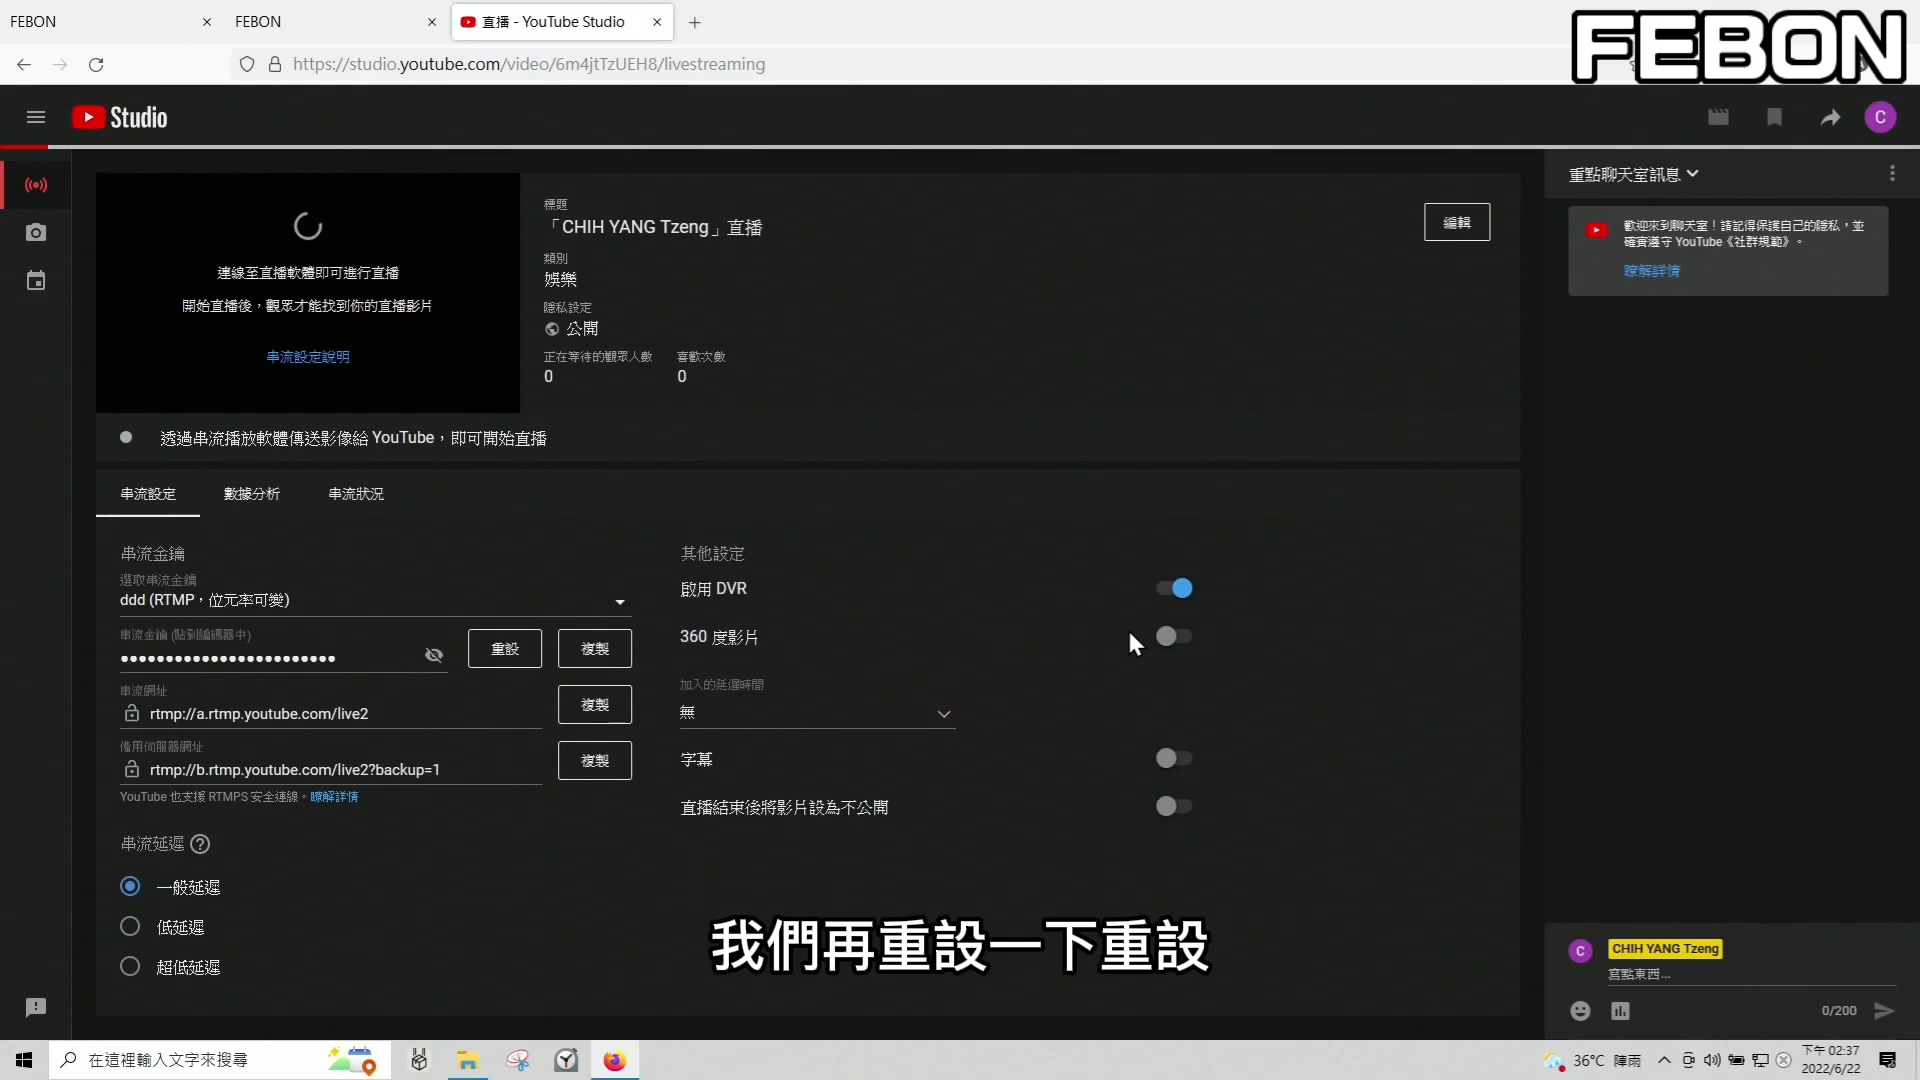 FEBON
FEBON
直播 - YouTube Studio
FEBON
https://studio.youtube.com/video/6m4jtTzUEH8/livestreaming
Studio
C
連線至直播軟體即可進行直播
開始直播後，觀眾才能找到你的直播影片
串流設定說明
標題
「CHIH YANG Tzeng」直播
編輯
類別
娛樂
隱私設定
公開
正在等待的觀眾人數
喜歡次數
0
0
透過串流播放軟體傳送影像給 YouTube，即可開始直播
重點聊天室訊息
歡迎來到聊天室！請記得保護自己的隱私，並
確實遵守 YouTube《社群規範》。
瞭解詳情
串流設定
數據分析
串流狀況
串流金鑰
選取串流金鑰
ddd (RTMP，位元率可變)
串流金鑰 (貼到編碼器中)
••••••••••••••••••••••••
重設
複製
串流網址
rtmp://a.rtmp.youtube.com/live2
複製
備用伺服器網址
rtmp://b.rtmp.youtube.com/live2?backup=1
複製
YouTube 也支援 RTMPS 安全連線。瞭解詳情
串流延遲
一般延遲
低延遲
超低延遲
其他設定
啟用 DVR
360 度影片
加入的延遲時間
無
字幕
直播結束後將影片設為不公開
我們再重設一下重設
C
CHIH YANG Tzeng
寫點東西...
0/200
在這裡輸入文字來搜尋
36°C 陣雨
下午 02:37
2022/6/22